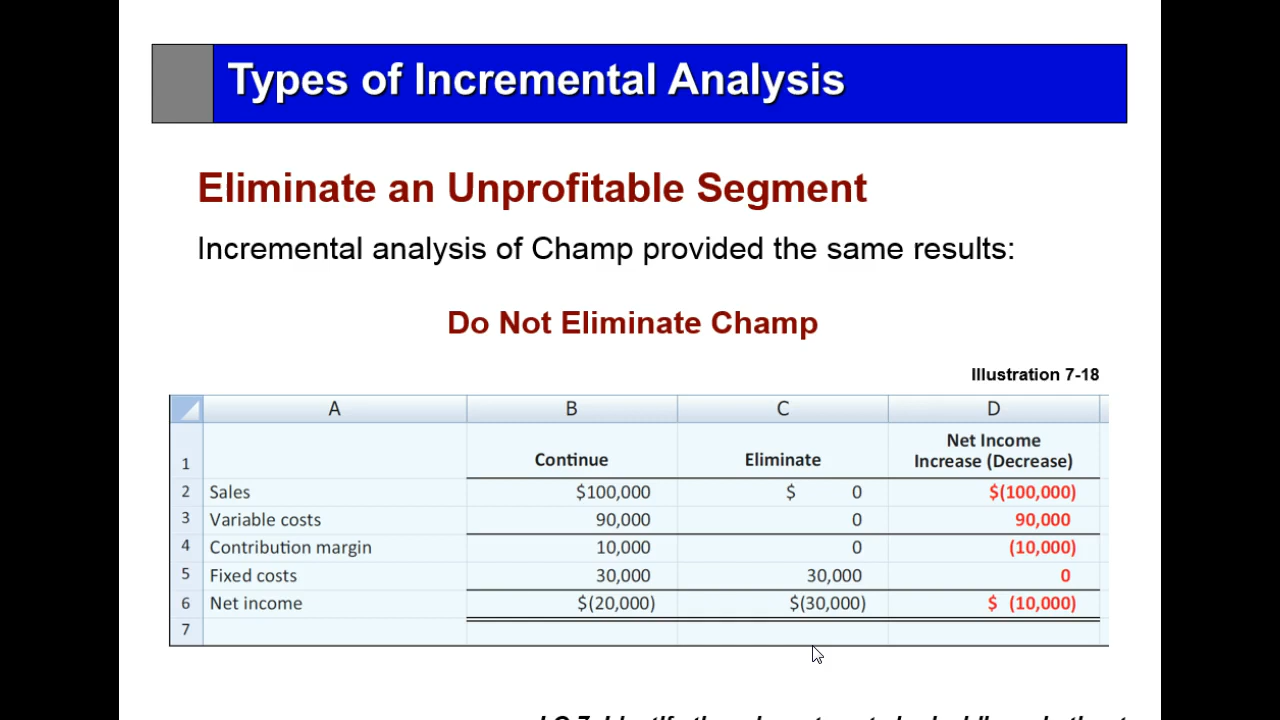 Types of Incremental Analysis
Eliminate an Unprofitable Segment
Incremental analysis of Champ provided the same results:
Do Not Eliminate Champ
Illustration 7-18
A B C D
Net Income
1 Continue Eliminate Increase (Decrease)
2 Sales $100,000 $ 0 $(100,000)
3 Variable costs 90,000 0 90,000
4 Contribution margin 10,000 0 (10,000)
5 Fixed costs 30,000 30,000 0
6 Net income $(20,000) $(30,000) $ (10,000)
7